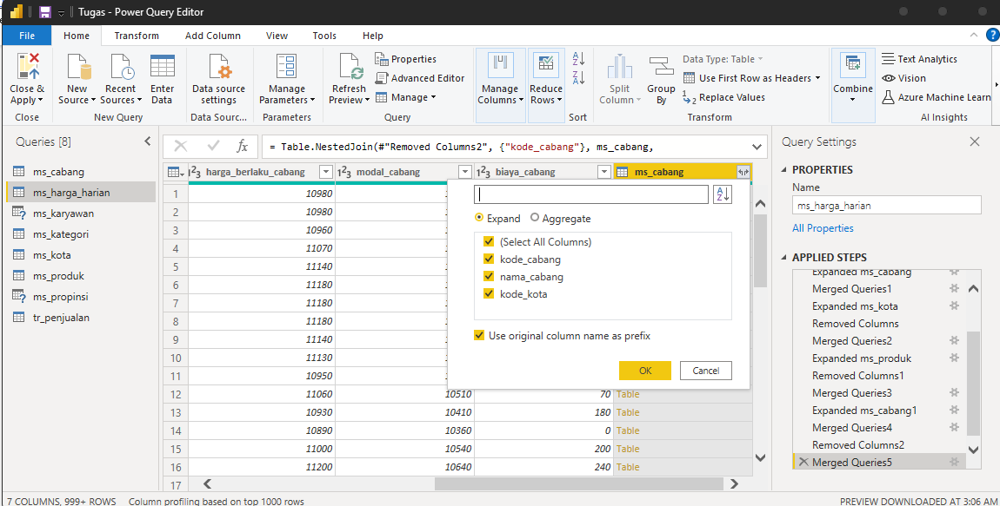 Tugas - Power Query Editor
File Home Transform Add Column View Tools Help
Close & Apply
Close
New Source
Recent Sources
Enter Data
New Query
Data source settings
Data Sourc...
Manage Parameters
Parameters
Refresh Preview
Properties
Advanced Editor
Manage
Query
Manage Columns
Reduce Rows
Sort
Split Column
Group By
Data Type: Table
Use First Row as Headers
Replace Values
Transform
Combine
Text Analytics
Vision
Azure Machine Learn
AI Insights
Queries [8]
ms_cabang
ms_harga_harian
ms_karyawan
ms_kategori
ms_kota
ms_produk
ms_propinsi
tr_penjualan
fx = Table.NestedJoin(#"Removed Columns2", {"kode_cabang"}, ms_cabang,
123 harga_berlaku_cabang 123 modal_cabang 123 biaya_cabang ms_cabang
1 10980
2 10980
3 10960
4 11070
5 11140
6 11180
7 11180
8 11180
9 11140
10 11130
11 10950
12 11060 10510 70 Table
13 10930 10410 180 Table
14 10890 10360 0 Table
15 11000 10540 200 Table
16 11200 10640 240 Table
17
Expand Aggregate
(Select All Columns)
kode_cabang
nama_cabang
kode_kota
Use original column name as prefix
OK Cancel
Query Settings
PROPERTIES
Name
ms_harga_harian
All Properties
APPLIED STEPS
Expanded ms_cabang
Merged Queries1
Expanded ms_kota
Removed Columns
Merged Queries2
Expanded ms_produk
Removed Columns1
Merged Queries3
Expanded ms_cabang1
Merged Queries4
Removed Columns2
Merged Queries5
7 COLUMNS, 999+ ROWS Column profiling based on top 1000 rows
PREVIEW DOWNLOADED AT 3:06 AM